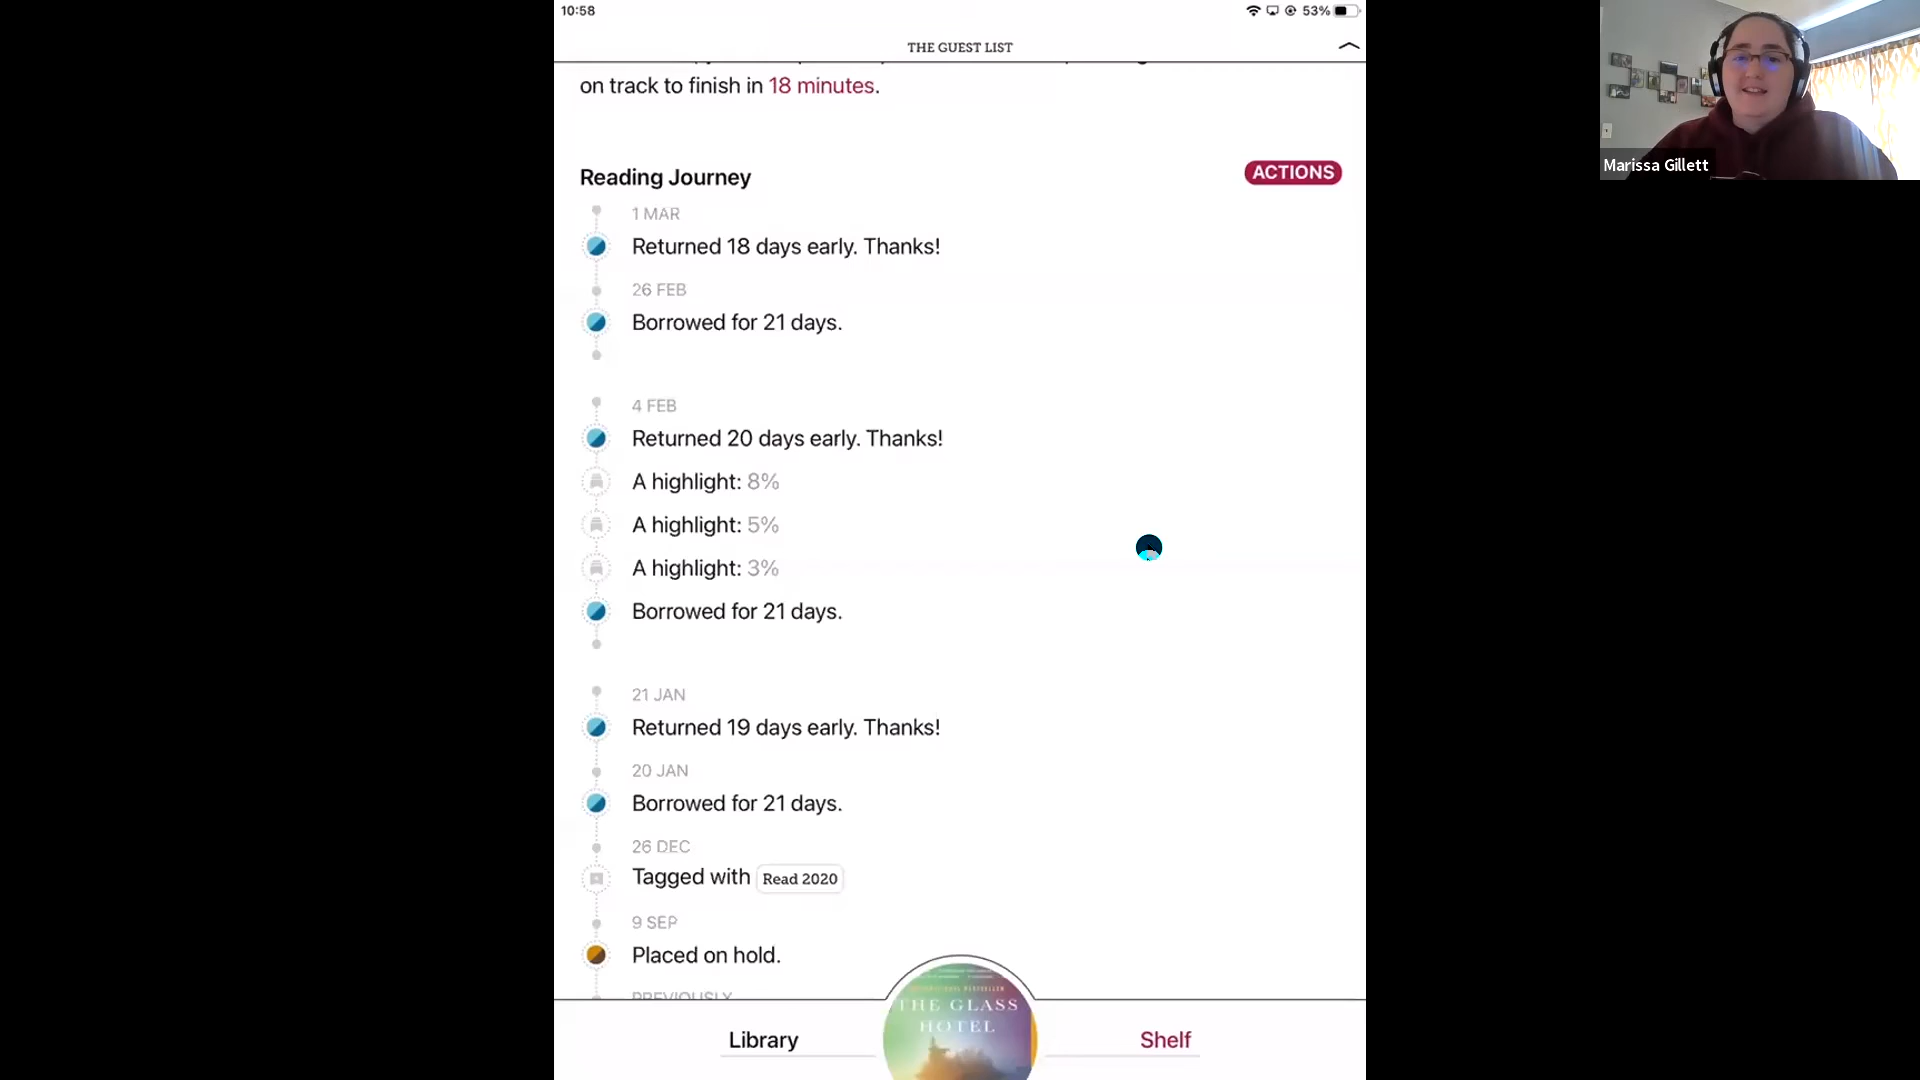 10:58
53%
THE GUEST LIST
on track to finish in 18 minutes.
Reading Journey
ACTIONS
1 MAR
Returned 18 days early. Thanks!
26 FEB
Borrowed for 21 days.
4 FEB
Returned 20 days early. Thanks!
A highlight: 8%
A highlight: 5%
A highlight: 3%
Borrowed for 21 days.
21 JAN
Returned 19 days early. Thanks!
20 JAN
Borrowed for 21 days.
26 DEC
Tagged with Read 2020
9 SEP
Placed on hold.
PREVIOUSLY
THE GLASS
HOTEL
Library
Shelf
Marissa Gillett